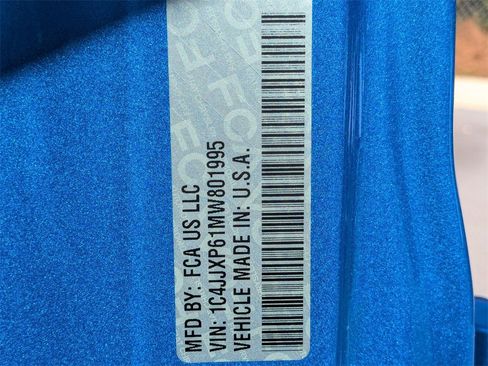 MFD BY: FCA US LLC
VIN: 1C4JJXP61MW801995
VEHICLE MADE IN: U.S.A.